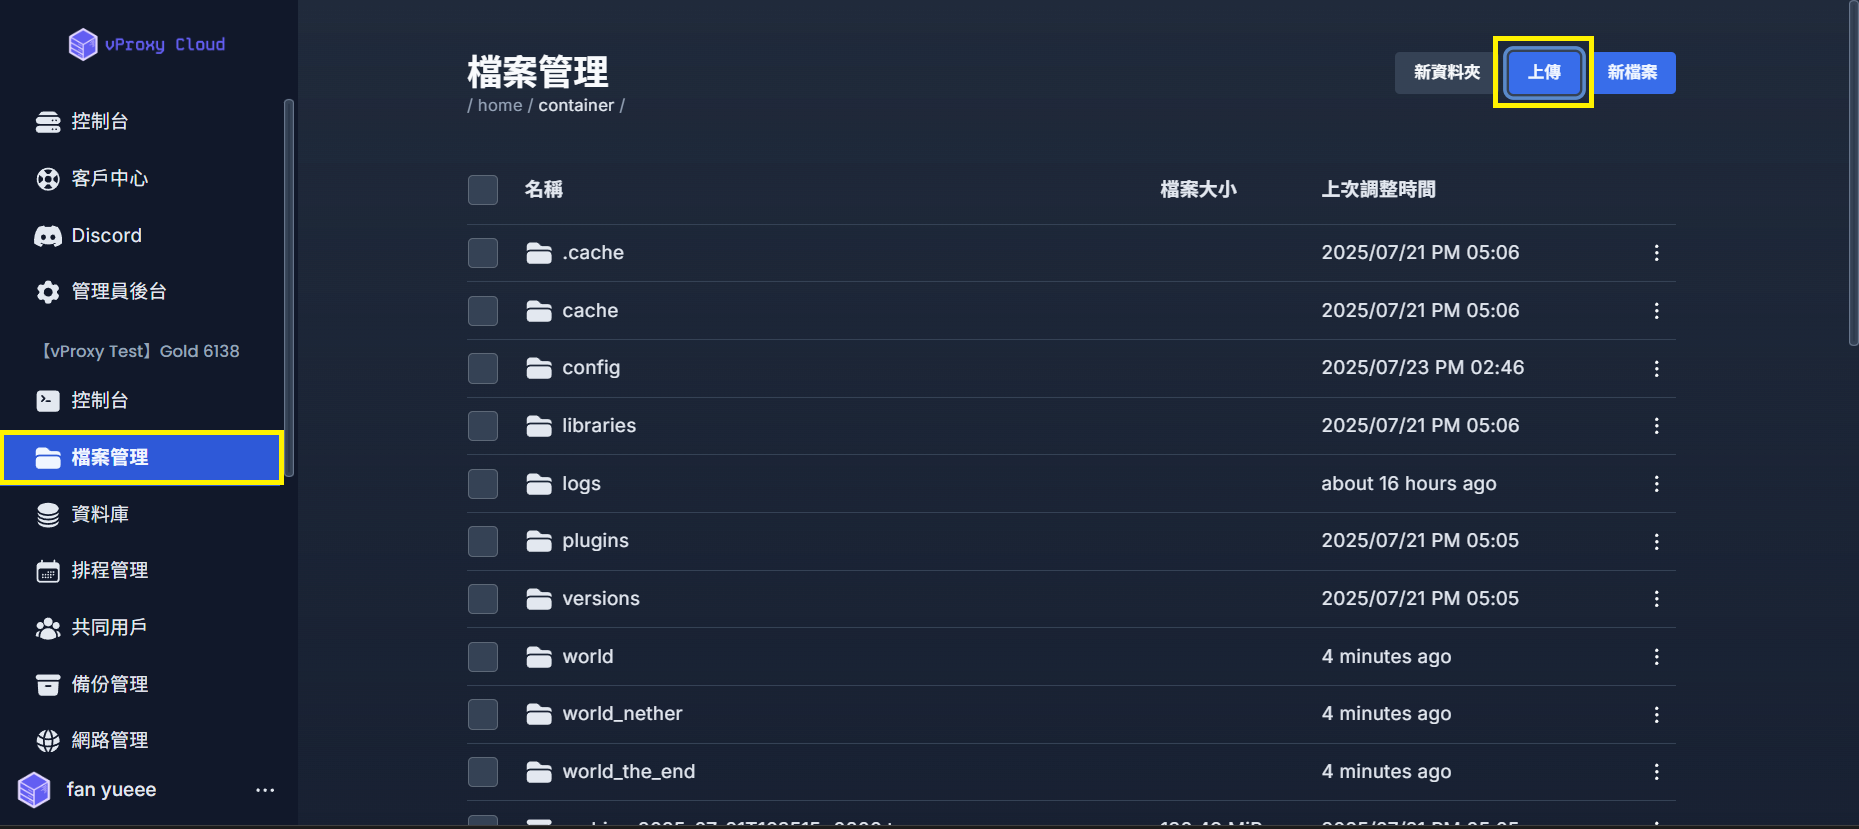 vProxy Cloud
控制台
客戶中心
Discord
管理員後台
【vProxy Test】Gold 6138
控制台
檔案管理
資料庫
排程管理
共同用戶
備份管理
網路管理
fan yueee
檔案管理
/ home / container /
新資料夾
上傳
新檔案
名稱 檔案大小 上次調整時間
.cache 2025/07/21 PM 05:06
cache 2025/07/21 PM 05:06
config 2025/07/23 PM 02:46
libraries 2025/07/21 PM 05:06
logs about 16 hours ago
plugins 2025/07/21 PM 05:05
versions 2025/07/21 PM 05:05
world 4 minutes ago
world_nether 4 minutes ago
world_the_end 4 minutes ago